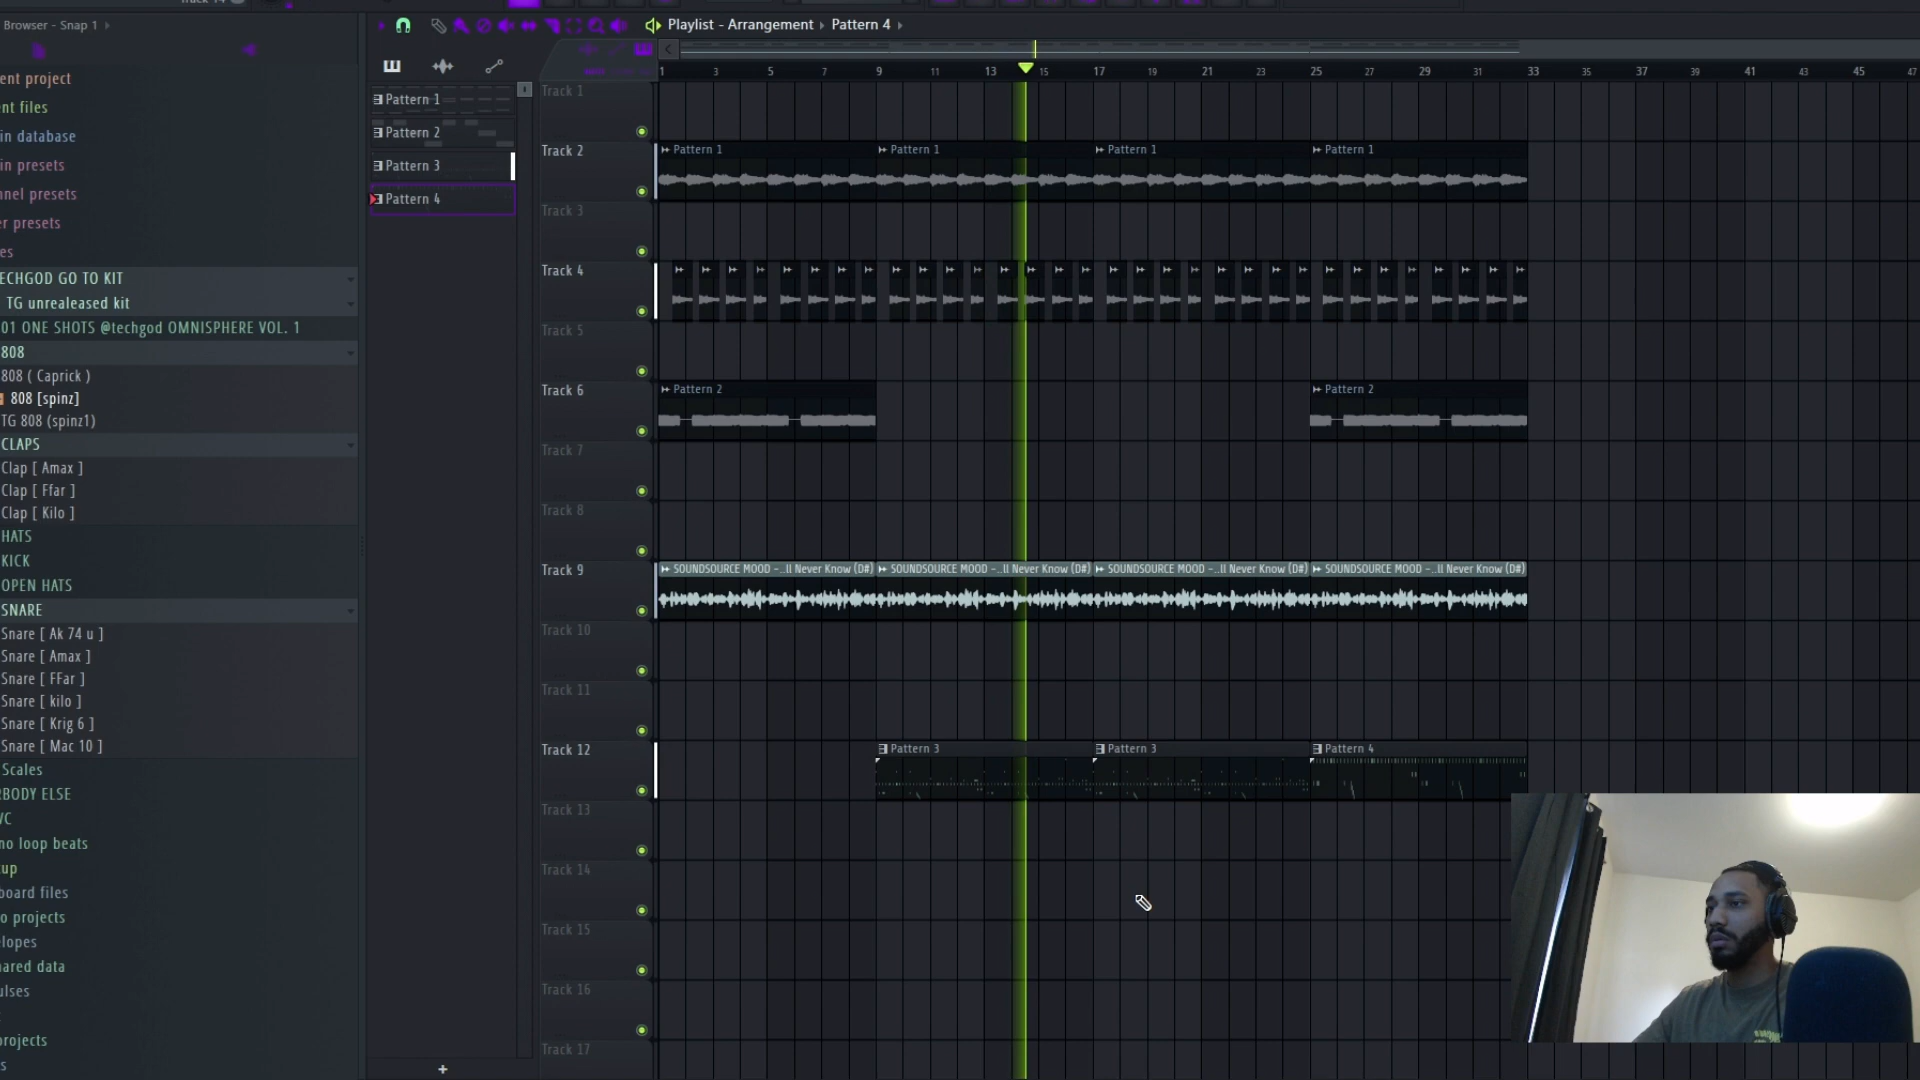 Browser - Snap 1
Playlist - Arrangement › Pattern 4 ›
ent project
ent files
in database
in presets
nnel presets
er presets
es
ECHGOD GO TO KIT
TG unrealeased kit
01 ONE SHOTS @techgod OMNISPHERE VOL. 1
808
808 ( Caprick )
808 [spinz]
TG 808 (spinz1)
CLAPS
Clap [ Amax ]
Clap [ Ffar ]
Clap [ Kilo ]
HATS
KICK
OPEN HATS
SNARE
Snare [ Ak 74 u ]
Snare [ Amax ]
Snare [ FFar ]
Snare [ kilo ]
Snare [ Krig 6 ]
Snare [ Mac 10 ]
Scales
RBODY ELSE
VC
no loop beats
up
board files
o projects
elopes
hared data
ulses
projects
s
Pattern 1
Pattern 2
Pattern 3
Pattern 4
+
1 3 5 7 9 11 13 15 17 19 21 23 25 27 29 31 33 35 37 39 41 43 45 47
Track 1
Track 2
Pattern 1 Pattern 1 Pattern 1 Pattern 1
Track 3
Track 4
Track 5
Track 6
Pattern 2 Pattern 2
Track 7
Track 8
Track 9
SOUNDSOURCE MOOD -..ll Never Know (D#) SOUNDSOURCE MOOD -..ll Never Know (D#) SOUNDSOURCE MOOD -..ll Never Know (D#) SOUNDSOURCE MOOD -..ll Never Know (D#)
Track 10
Track 11
Track 12
Pattern 3 Pattern 3 Pattern 4
Track 13
Track 14
Track 15
Track 16
Track 17